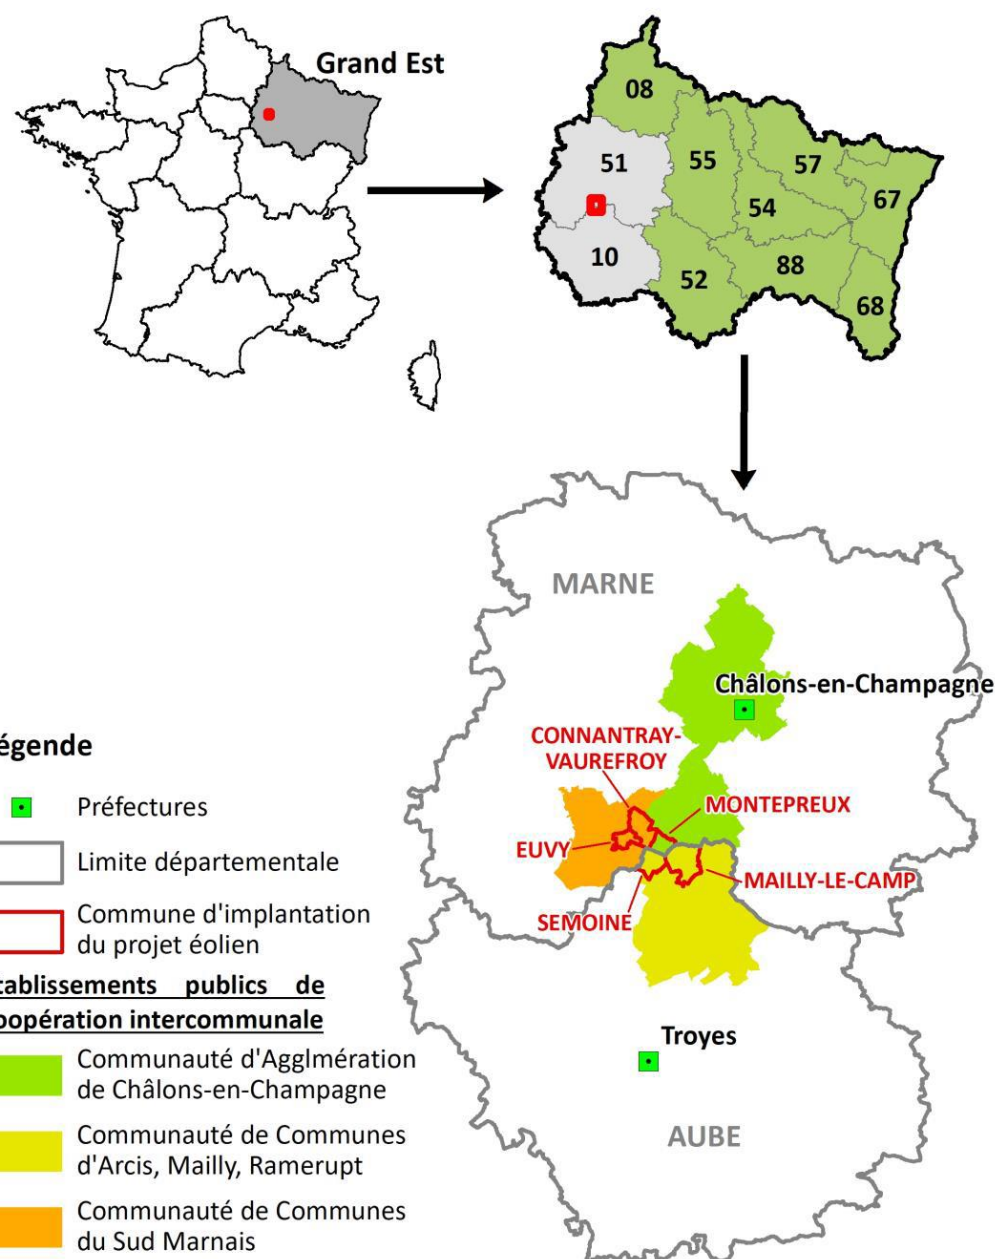 Grand Est
08
51
55
57
67
54
10
52
88
68
MARNE
Châlons-en-Champagne
CONNANTRAY-
VAUREFROY
MONTEPREUX
EUVY
MAILLY-LE-CAMP
SEMOINE
Troyes
AUBE
égende
Préfectures
Limite départementale
Commune d'implantation
du projet éolien
tablissements publics de
oopération intercommunale
Communauté d'Agglmération
de Châlons-en-Champagne
Communauté de Communes
d'Arcis, Mailly, Ramerupt
Communauté de Communes
du Sud Marnais